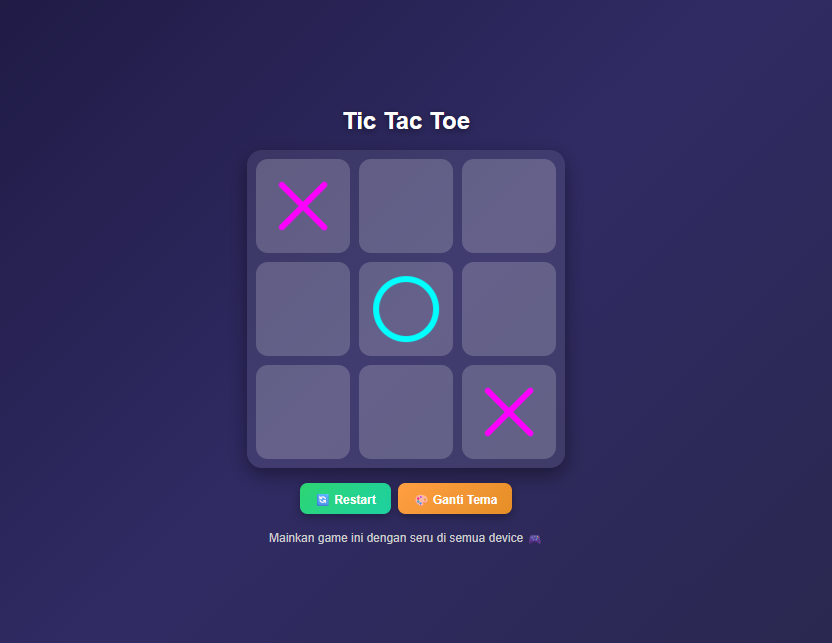 Tic Tac Toe
Restart
Ganti Tema
Mainkan game ini dengan seru di semua device